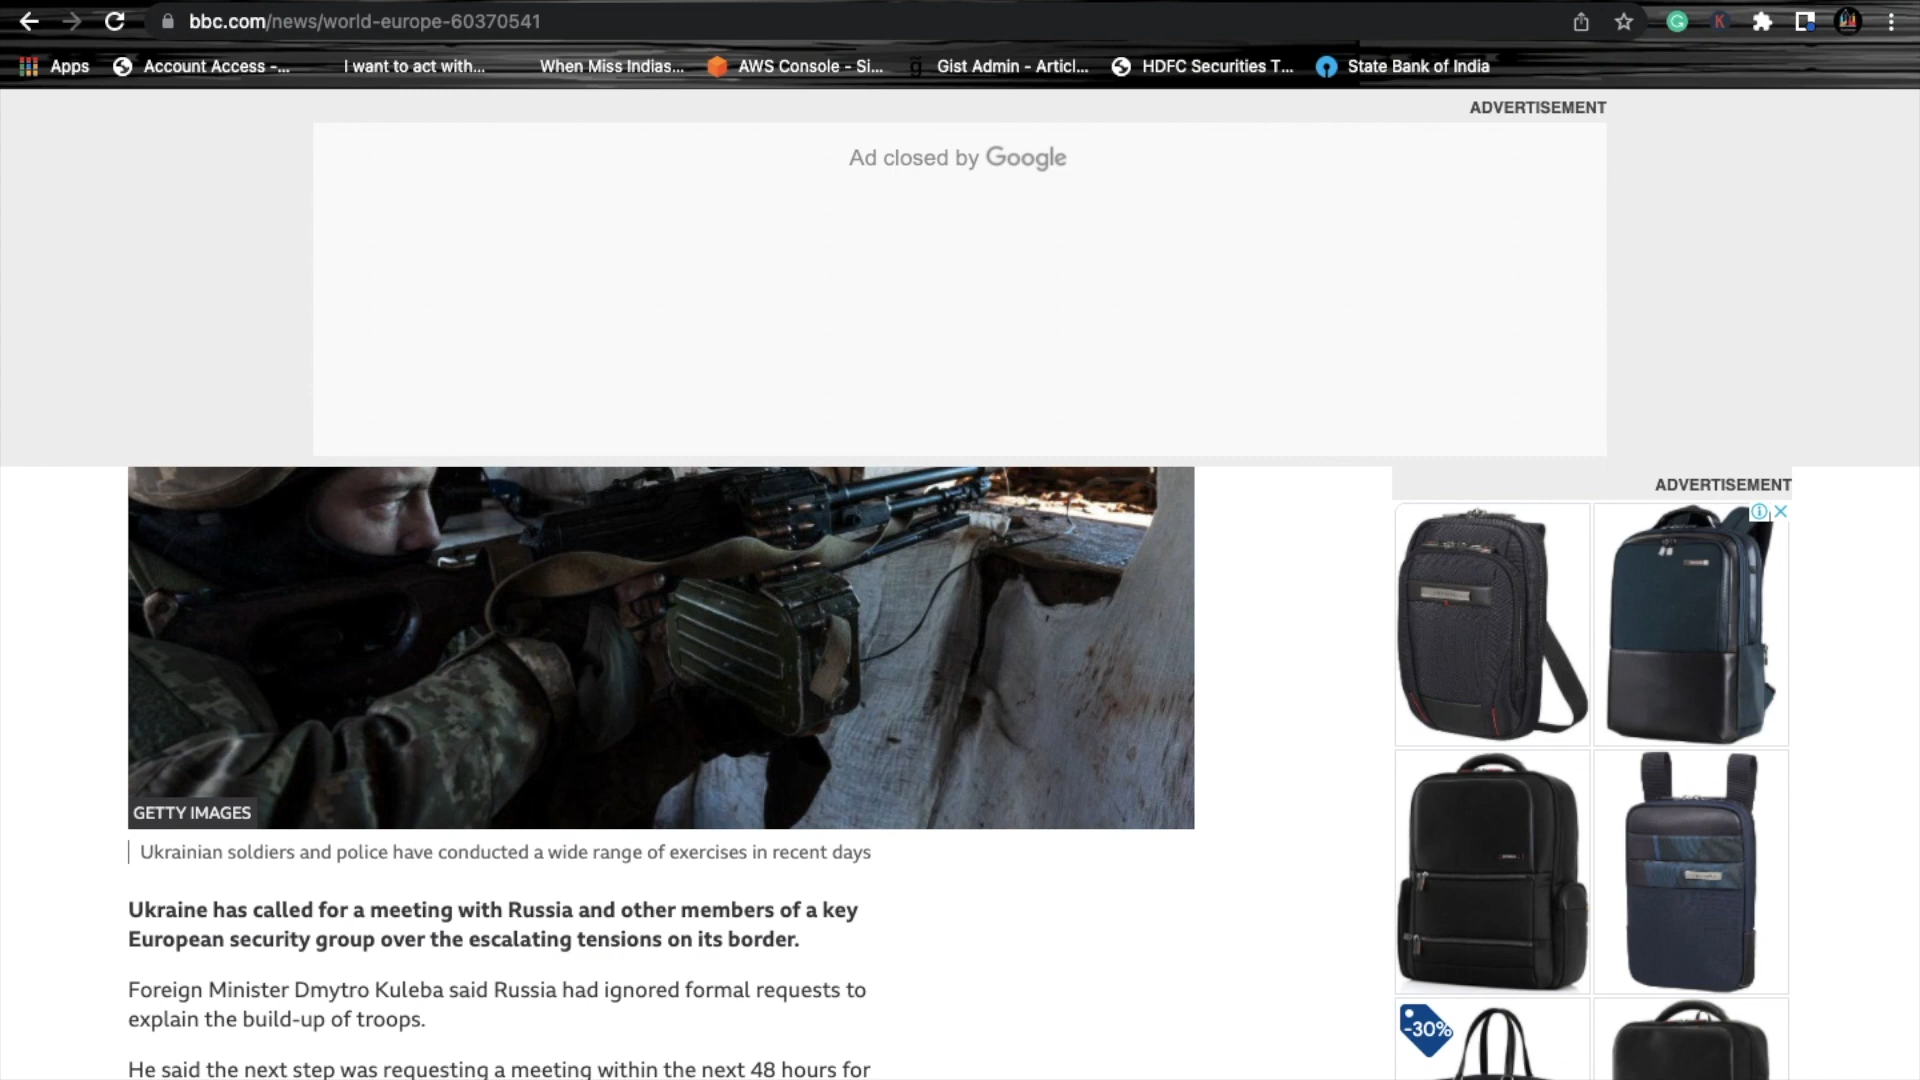 bbc.com/news/world-europe-60370541
Apps Account Access -... I want to act with... When Miss Indias... AWS Console - Si... Gist Admin - Articl... HDFC Securities T... State Bank of India
ADVERTISEMENT
Ad closed by Google
ADVERTISEMENT
GETTY IMAGES
Ukrainian soldiers and police have conducted a wide range of exercises in recent days
Ukraine has called for a meeting with Russia and other members of a key
European security group over the escalating tensions on its border.
Foreign Minister Dmytro Kuleba said Russia had ignored formal requests to
explain the build-up of troops.
He said the next step was requesting a meeting within the next 48 hours for
-30%